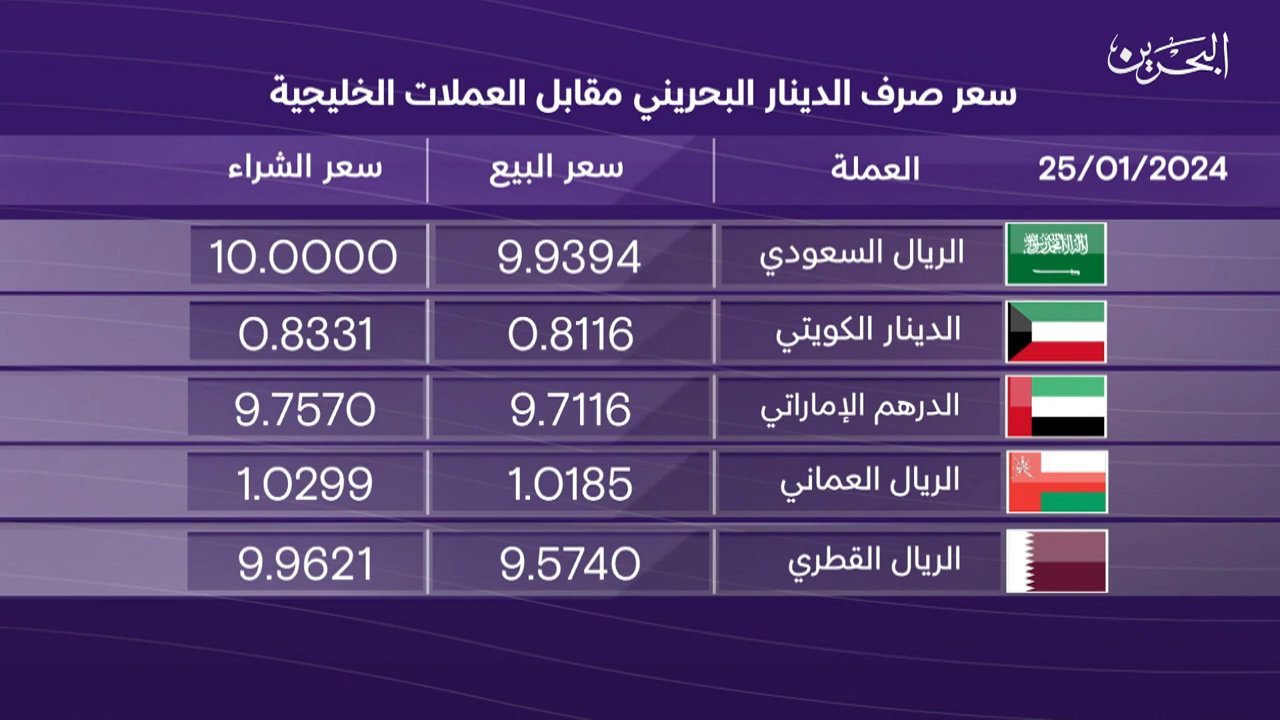 البحرين
سعر صرف الدينار البحريني مقابل العملات الخليجية
25/01/2024 العملة سعر البيع سعر الشراء
الريال السعودي 9.9394 10.0000
الدينار الكويتي 0.8116 0.8331
الدرهم الإماراتي 9.7116 9.7570
الريال العماني 1.0185 1.0299
الريال القطري 9.5740 9.9621